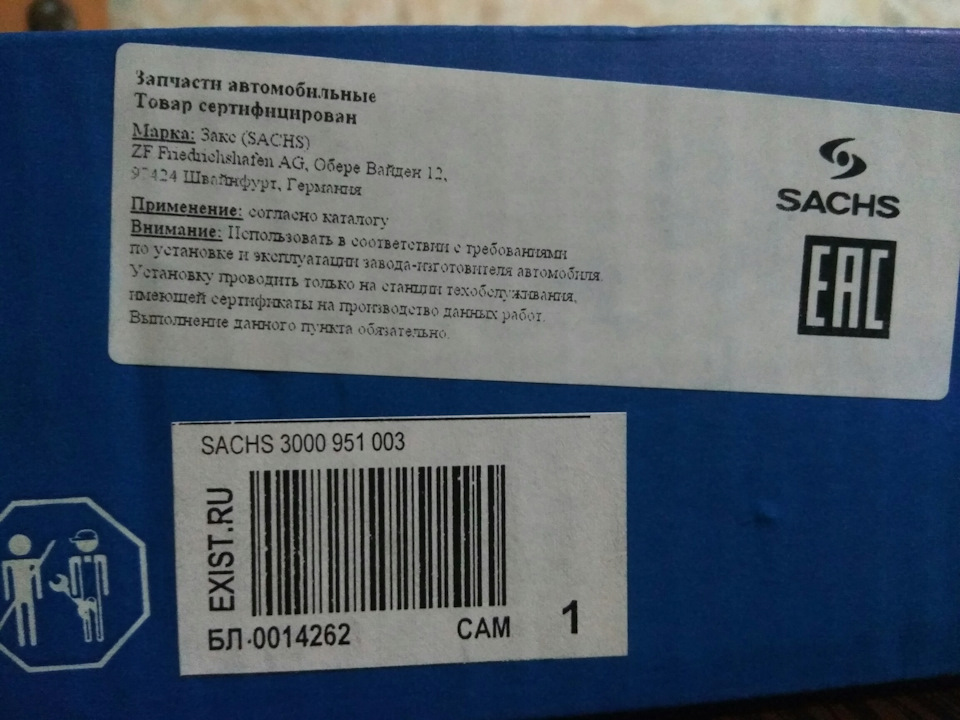 Запчасти автомобильные
Товар сертифицирован
Марка: Закс (SACHS)
ZF Friedrichshafen AG, Обере Вайден 12,
97424 Швайнфурт, Германия
Применение: согласно каталогу
Внимание: Использовать в соответствии с требованиями
по установке и эксплуатации завода-изготовителя автомобиля.
Установку проводить только на станции техобслуживания,
имеющей сертификаты на производство данных работ.
Выполнение данного пункта обязательно.
SACHS
EAC
SACHS 3000 951 003
EXIST.RU
БЛ-0014262 САМ 1